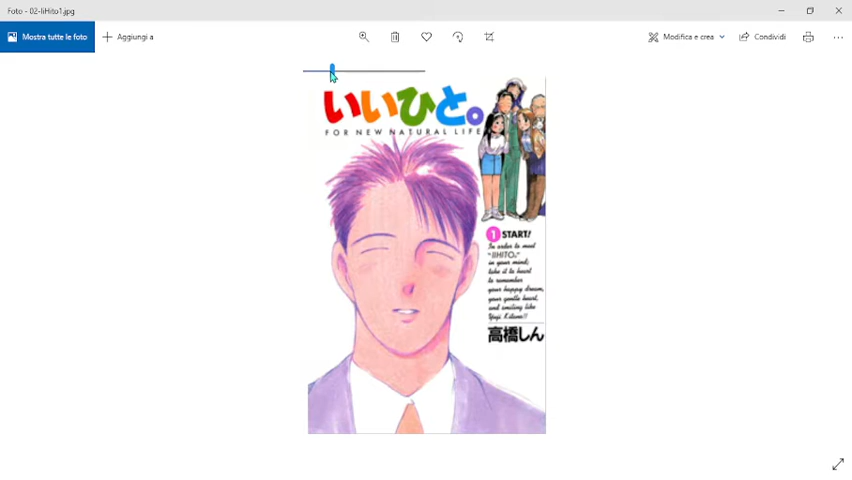 Foto - 02-IiHito1.jpg
Mostra tutte le foto
Aggiungi a
Modifica e crea
Condividi
いいひと。
FOR NEW NATURAL LIFE
1 START!
In order to meet
"IIHITO."
in your mind;
take it to heart
to remember
your happy dream,
your gentle heart,
and smiling like
Yuji Kitano!!
高橋しん